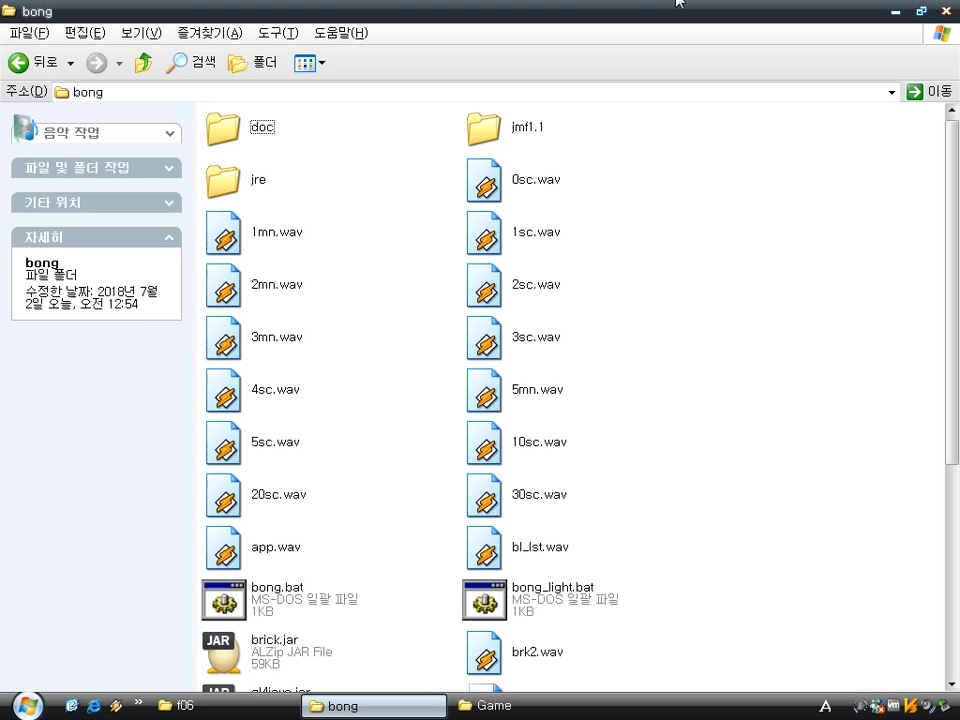 bong
파일(F) 편집(E) 보기(V) 즐겨찾기(A) 도구(T) 도움말(H)
뒤로 검색 폴더
주소(D) bong 이동
음악 작업
파일 및 폴더 작업
기타 위치
자세히
bong
파일 폴더
수정한 날짜: 2018년 7월
2일 오늘, 오전 12:54
doc jmf1.1
jre 0sc.wav
1mn.wav 1sc.wav
2mn.wav 2sc.wav
3mn.wav 3sc.wav
4sc.wav 5mn.wav
5sc.wav 10sc.wav
20sc.wav 30sc.wav
app.wav bl_lst.wav
bong.bat bong_light.bat
MS-DOS 일괄 파일 MS-DOS 일괄 파일
1KB 1KB
JAR brick.jar brk2.wav
ALZip JAR File
59KB
JAR gl4java.jar
f06 bong Game A